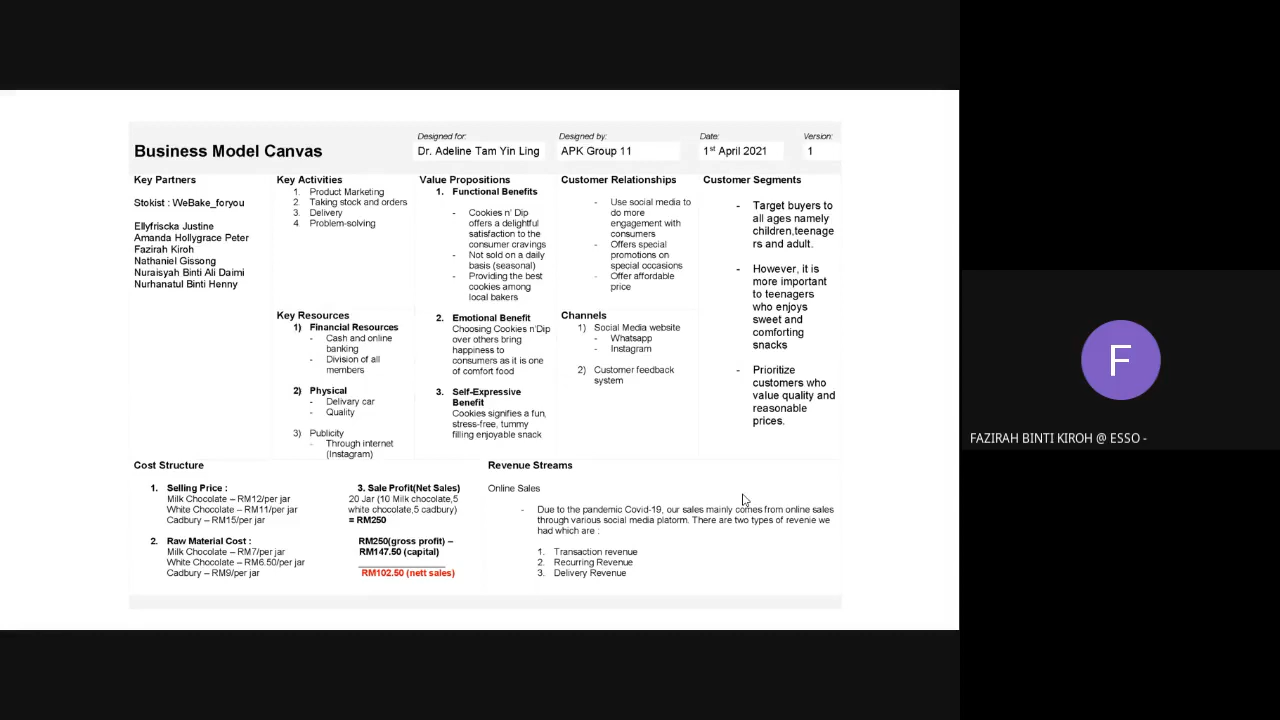 Designed for:
Designed by:
Date:
Version:
Business Model Canvas
Dr. Adeline Tam Yin Ling
APK Group 11
1st April 2021
1
Key Partners
Stokist : WeBake_foryou
Ellyfriscka Justine
Amanda Hollygrace Peter
Fazirah Kiroh
Nathaniel Gissong
Nuraisyah Binti Ali Daimi
Nurhanatul Binti Henny
Key Activities
1. Product Marketing
2. Taking stock and orders
3. Delivery
4. Problem-solving
Key Resources
1) Financial Resources
- Cash and online
banking
- Division of all
members
2) Physical
- Delivary car
- Quality
3) Publicity
- Through internet
(Instagram)
Value Propositions
1. Functional Benefits
- Cookies n' Dip
offers a delightful
satisfaction to the
consumer cravings
- Not sold on a daily
basis (seasonal)
- Providing the best
cookies among
local bakers
2. Emotional Benefit
Choosing Cookies n'Dip
over others bring
happiness to
consumers as it is one
of comfort food
3. Self-Expressive
Benefit
Cookies signifies a fun,
stress-free, tummy
filling enjoyable snack
Customer Relationships
- Use social media to
do more
engagement with
consumers
- Offers special
promotions on
special occasions
- Offer affordable
price
Channels
1) Social Media website
- Whatsapp
- Instagram
2) Customer feedback
system
Customer Segments
- Target buyers to
all ages namely
children,teenage
rs and adult.
- However, it is
more important
to teenagers
who enjoys
sweet and
comforting
snacks
- Prioritize
customers who
value quality and
reasonable
prices.
Cost Structure
1. Selling Price :
Milk Chocolate – RM12/per jar
White Chocolate – RM11/per jar
Cadbury – RM15/per jar
2. Raw Material Cost :
Milk Chocolate – RM7/per jar
White Chocolate – RM6.50/per jar
Cadbury – RM9/per jar
3. Sale Profit(Net Sales)
20 Jar (10 Milk chocolate,5
white chocolate,5 cadbury)
= RM250
RM250(gross profit) –
RM147.50 (capital)
RM102.50 (nett sales)
Revenue Streams
Online Sales
- Due to the pandemic Covid-19, our sales mainly comes from online sales
through various social media platorm. There are two types of revenie we
had which are :
1. Transaction revenue
2. Recurring Revenue
3. Delivery Revenue
F
FAZIRAH BINTI KIROH @ ESSO -